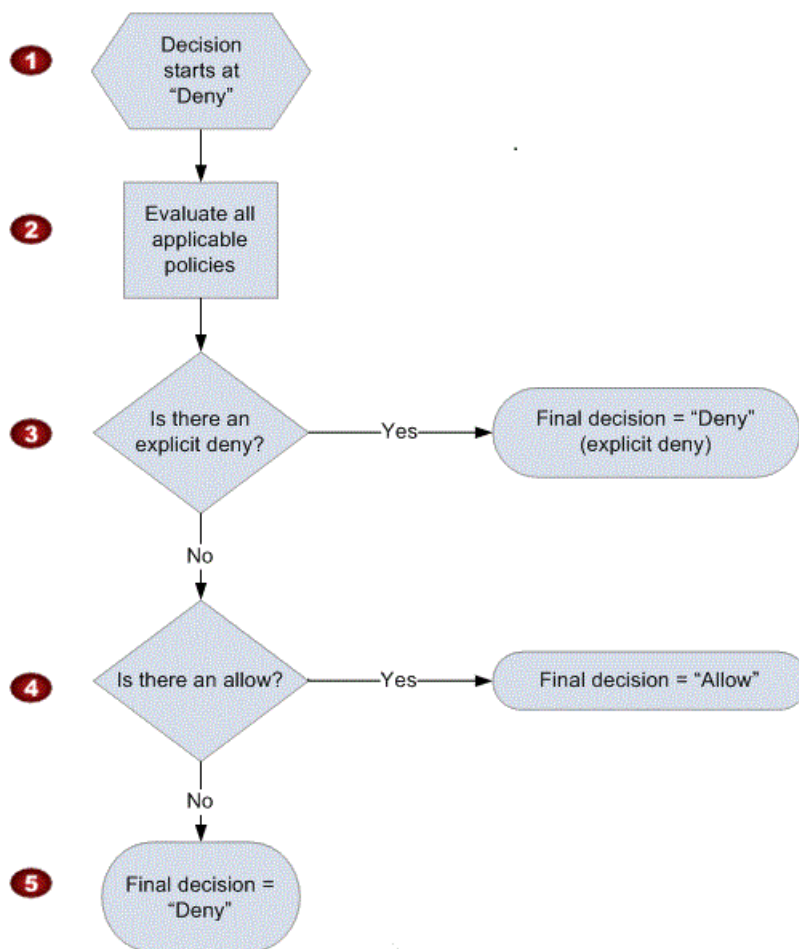 1
Decision
starts at
“Deny”
2
Evaluate all
applicable
policies
3
Is there an
explicit deny?
Yes
Final decision = “Deny”
(explicit deny)
No
4
Is there an allow?
Yes
Final decision = “Allow”
No
5
Final decision =
“Deny”